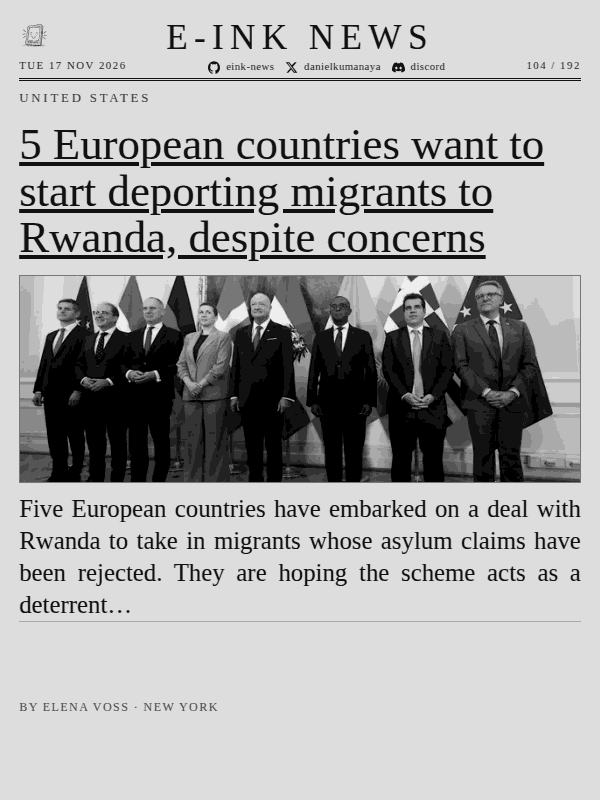 E-INK NEWS
TUE 17 NOV 2026
eink-news
danielkumanaya
discord
104 / 192
UNITED STATES
5 European countries want to
start deporting migrants to
Rwanda, despite concerns
Five European countries have embarked on a deal with
Rwanda to take in migrants whose asylum claims have
been rejected. They are hoping the scheme acts as a
deterrent…
BY ELENA VOSS · NEW YORK